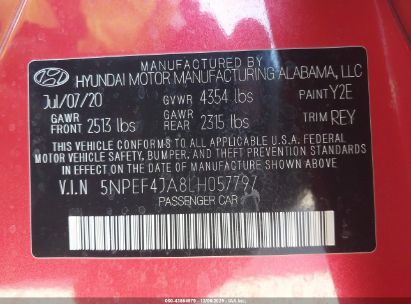 MANUFACTURED BY
HYUNDAI MOTOR MANUFACTURING ALABAMA, LLC
Jul/07/20 GVWR 4354 lbs PAINT Y2E
GAWR FRONT 2513 lbs GAWR REAR 2315 lbs TRIM REY
THIS VEHICLE CONFORMS TO ALL APPLICABLE U.S.A. FEDERAL
MOTOR VEHICLE SAFETY, BUMPER, AND THEFT PREVENTION STANDARDS
IN EFFECT ON THE DATE OF MANUFACTURE SHOWN ABOVE.
V.I.N 5NPEF4JA8LH057797
PASSENGER CAR